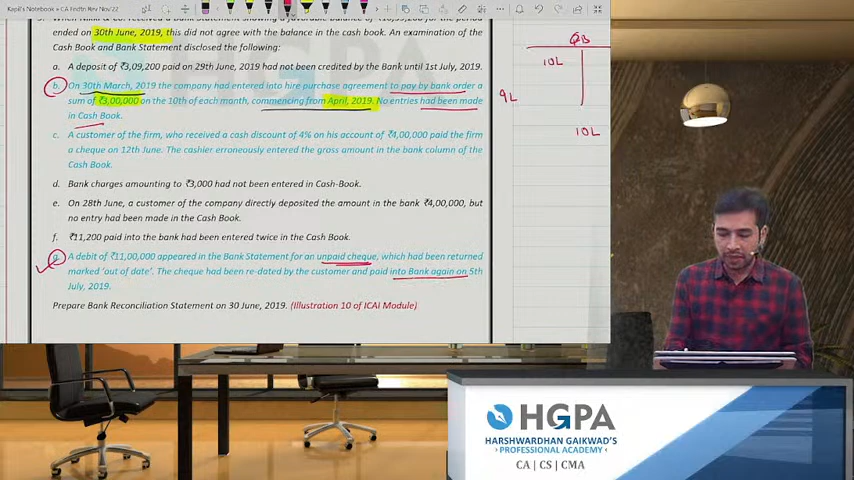 Kapil's Notebook » CA Fndtn Rev Nov'22
ended on 30th June, 2019, this did not agree with the balance in the cash book. An examination of the
Cash Book and Bank Statement disclosed the following:
a. A deposit of ₹3,09,200 paid on 29th June, 2019 had not been credited by the Bank until 1st July, 2019.
b. On 30th March, 2019 the company had entered into hire purchase agreement to pay by bank order a
sum of ₹3,00,000 on the 10th of each month, commencing from April, 2019. No entries had been made
in Cash Book.
c. A customer of the firm, who received a cash discount of 4% on his account of ₹4,00,000 paid the firm
a cheque on 12th June. The cashier erroneously entered the gross amount in the bank column of the
Cash Book.
d. Bank charges amounting to ₹3,000 had not been entered in Cash-Book.
e. On 28th June, a customer of the company directly deposited the amount in the bank ₹4,00,000, but
no entry had been made in the Cash Book.
f. ₹11,200 paid into the bank had been entered twice in the Cash Book.
g. A debit of ₹11,00,000 appeared in the Bank Statement for an unpaid cheque, which had been returned
marked 'out of date'. The cheque had been re-dated by the customer and paid into Bank again on 5th
July, 2019.
Prepare Bank Reconciliation Statement on 30 June, 2019. (Illustration 10 of ICAI Module)
10L
9L
10L
HGPA
HARSHWARDHAN GAIKWAD'S
• PROFESSIONAL ACADEMY •
CA | CS | CMA